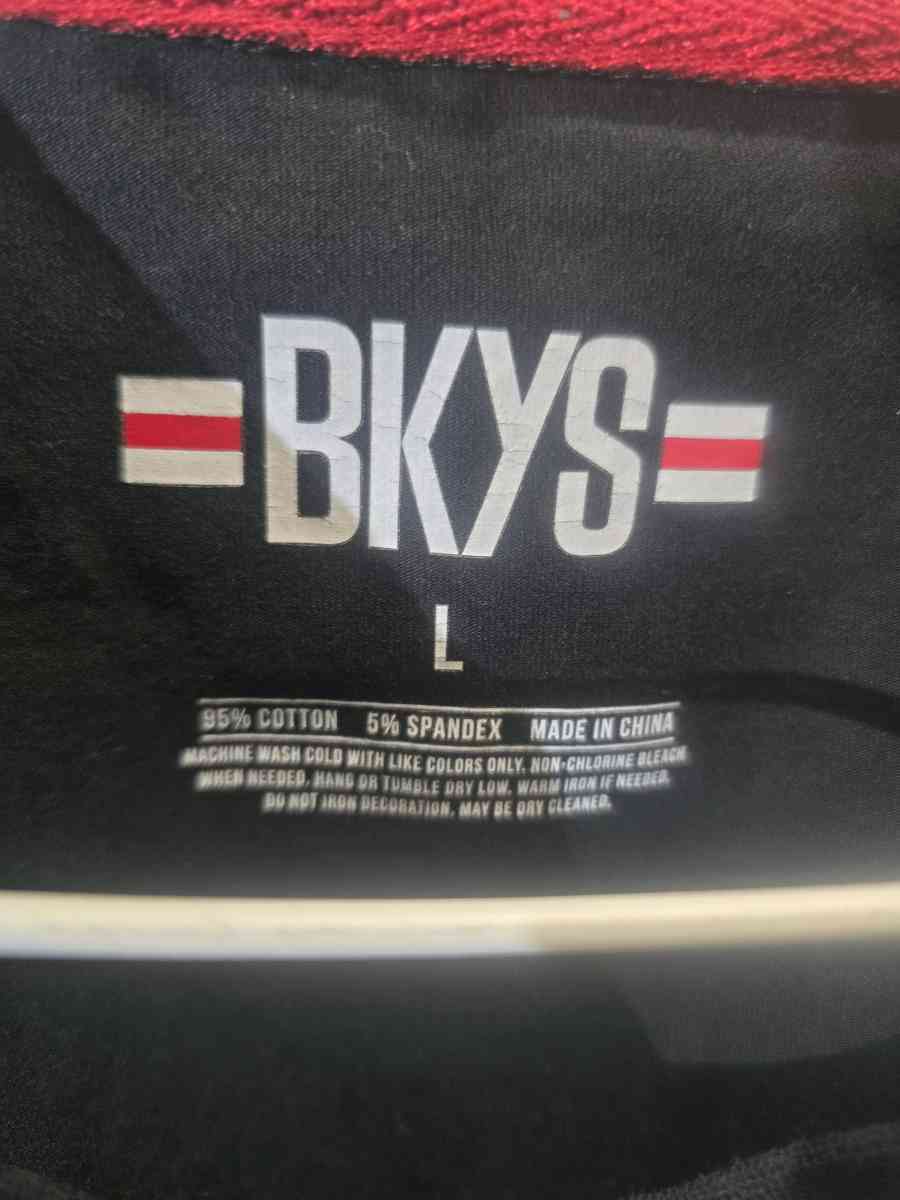 BKYS
L
95% COTTON 5% SPANDEX MADE IN CHINA
MACHINE WASH COLD WITH LIKE COLORS ONLY. NON-CHLORINE BLEACH
WHEN NEEDED. HANG OR TUMBLE DRY LOW. WARM IRON IF NEEDED.
DO NOT IRON DECORATION. MAY BE DRY CLEANED.